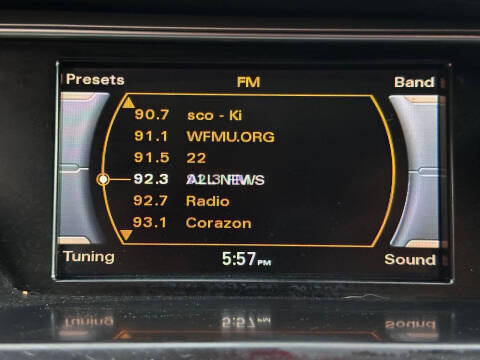 Presets FM Band
90.7 sco - Ki
91.1 WFMU.ORG
91.5 22
92.3
92.7 Radio
93.1 Corazon
Tuning 5:57 PM Sound